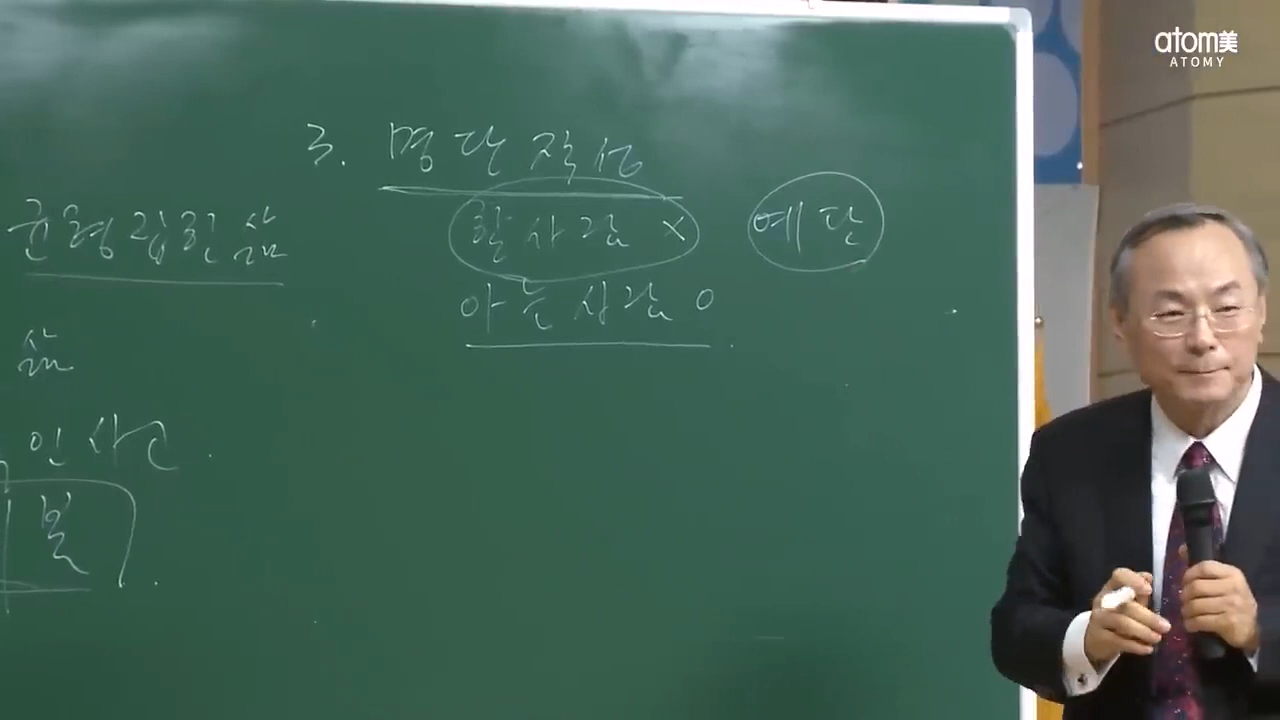 균형잡힌 삶
삶
인사고
3. 명단작성
할 사람 X
예단
아는 사람 O
atom美
ATOMY